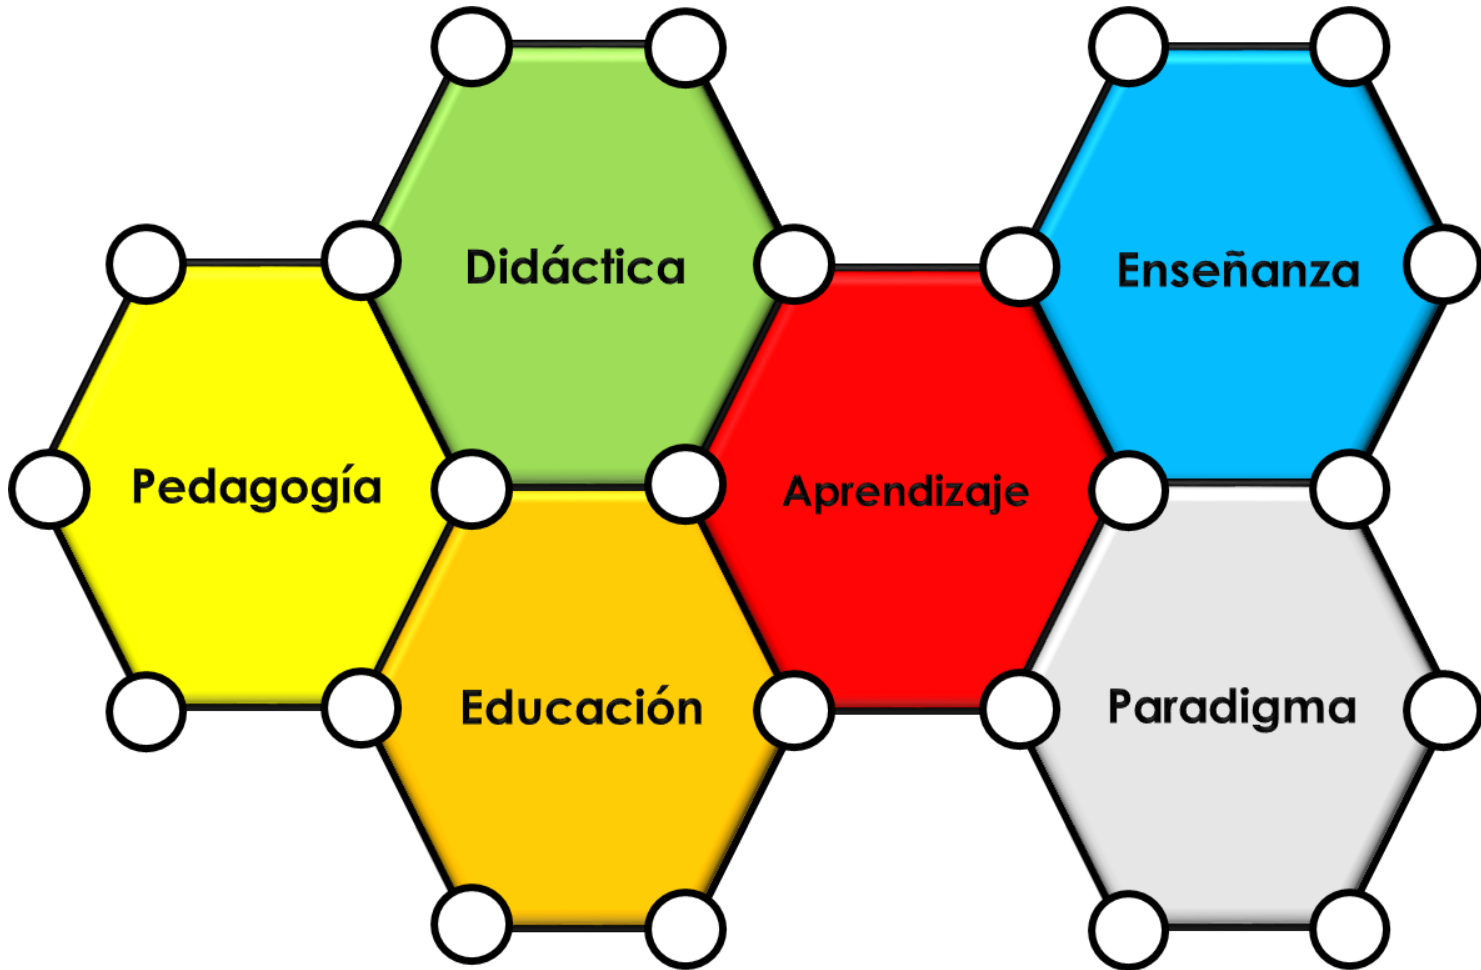 Didáctica
Enseñanza
Pedagogía
Aprendizaje
Educación
Paradigma